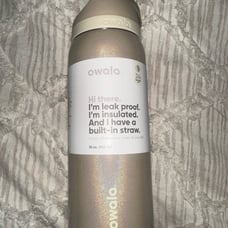 owala
Hi there.
I'm leak proof,
I'm insulated.
And I have a
built-in straw.
owala